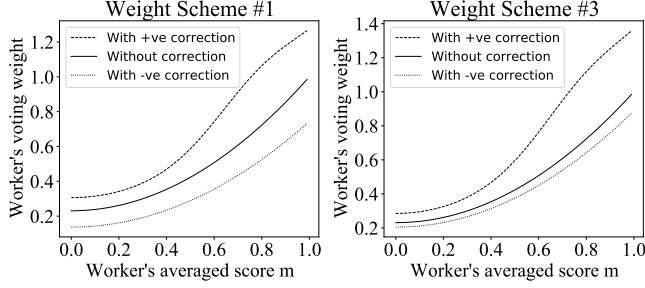 Weight Scheme #1
Worker's voting weight
1.2
1.0
0.8
0.6
0.4
0.2
With +ve correction
Without correction
With -ve correction
0.0 0.2 0.4 0.6 0.8 1.0
Worker's averaged score m
Weight Scheme #3
Worker's voting weight
1.4
1.2
1.0
0.8
0.6
0.4
0.2
With +ve correction
Without correction
With -ve correction
0.0 0.2 0.4 0.6 0.8 1.0
Worker's averaged score m